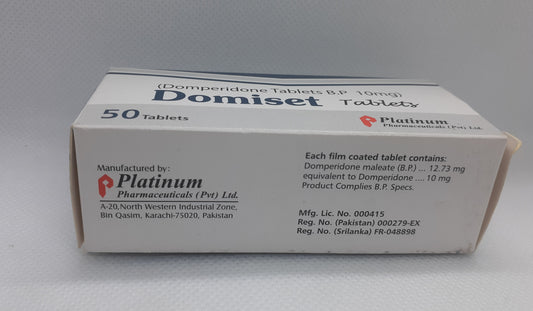 (Domperidone Tablets B.P. 10mg)
Domiset Tablets
50 Tablets
Platinum
Pharmaceuticals (Pvt) Ltd.
Manufactured by:
Platinum
Pharmaceuticals (Pvt) Ltd.
A-20, North Western Industrial Zone,
Bin Qasim, Karachi-75020, Pakistan
Each film coated tablet contains:
Domperidone maleate (B.P.) ... 12.73 mg
equivalent to Domperidone .... 10 mg
Product Complies B.P. Specs.
Mfg. Lic. No. 000415
Reg. No. (Pakistan) 000279-EX
Reg. No. (Srilanka) FR-048898